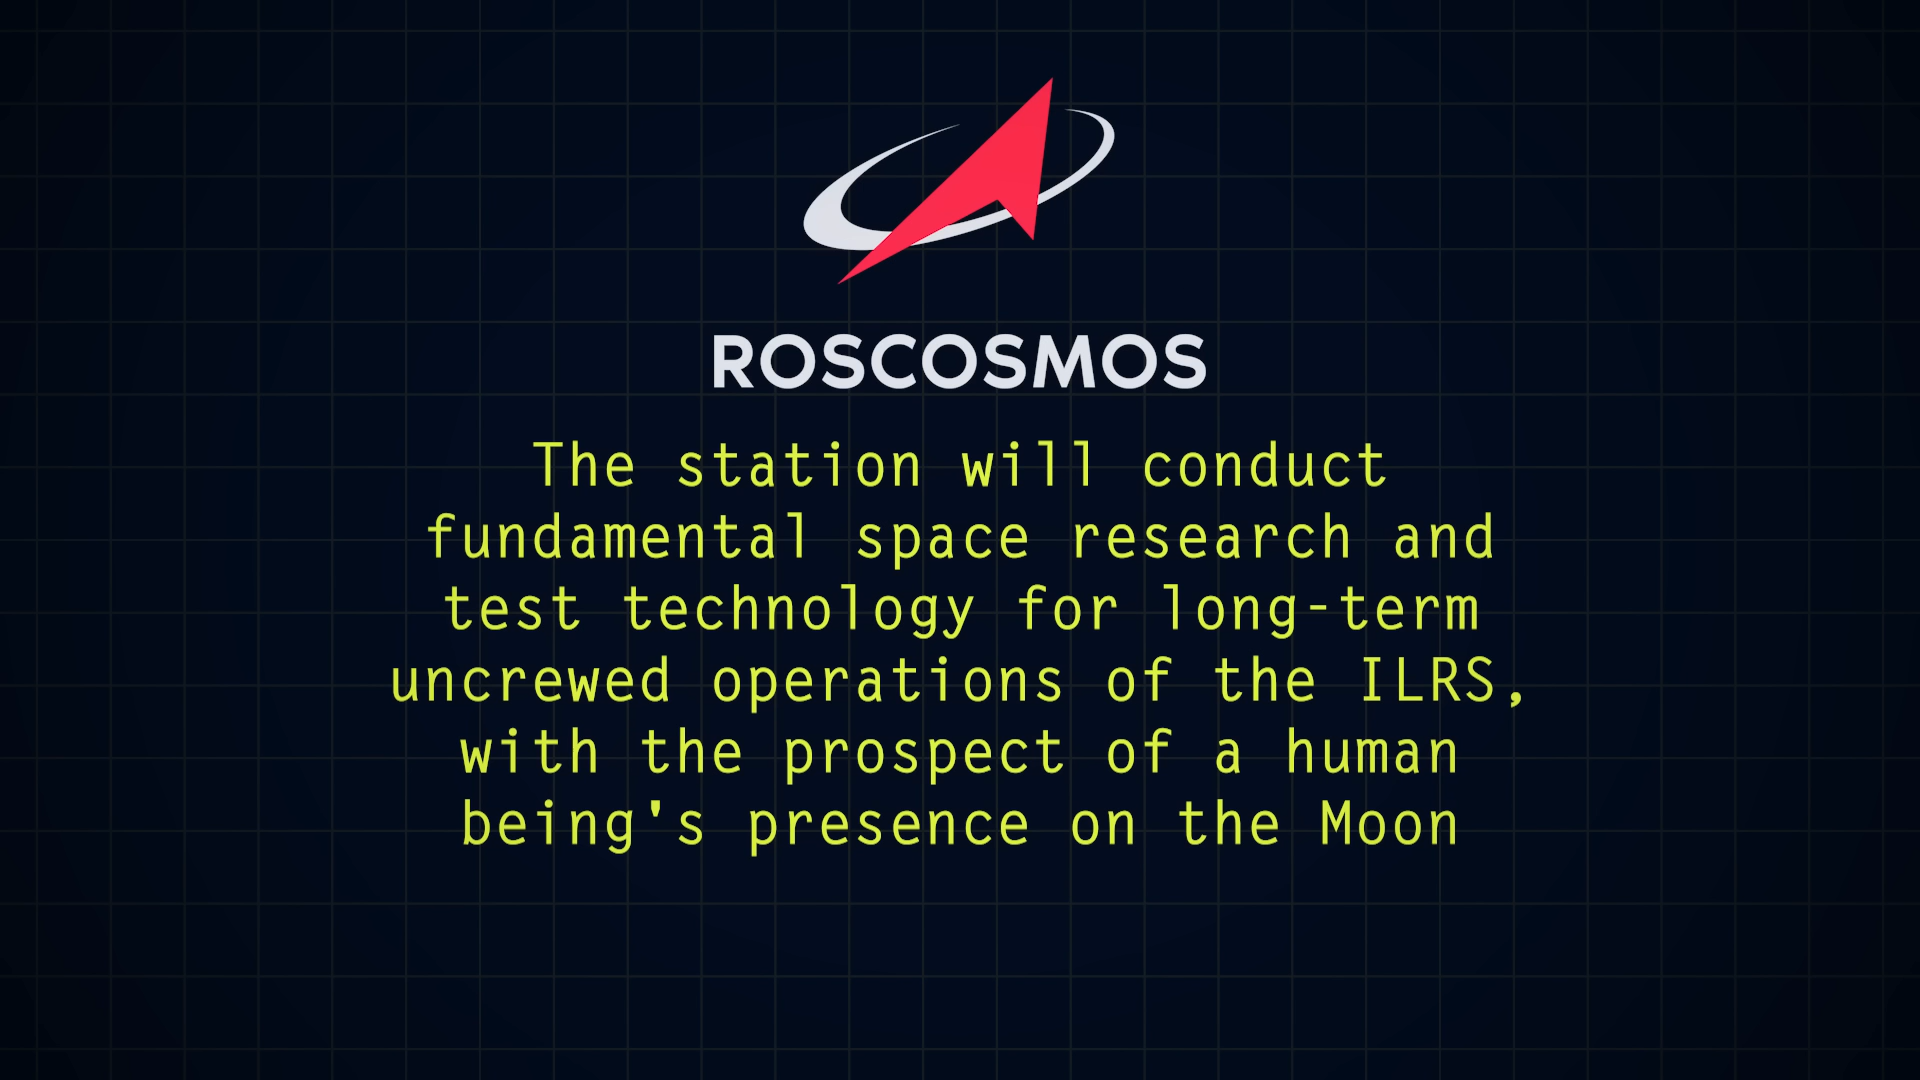 ROSCOSMOS
The station will conduct
fundamental space research and
test technology for long-term
uncrewed operations of the ILRS,
with the prospect of a human
being's presence on the Moon